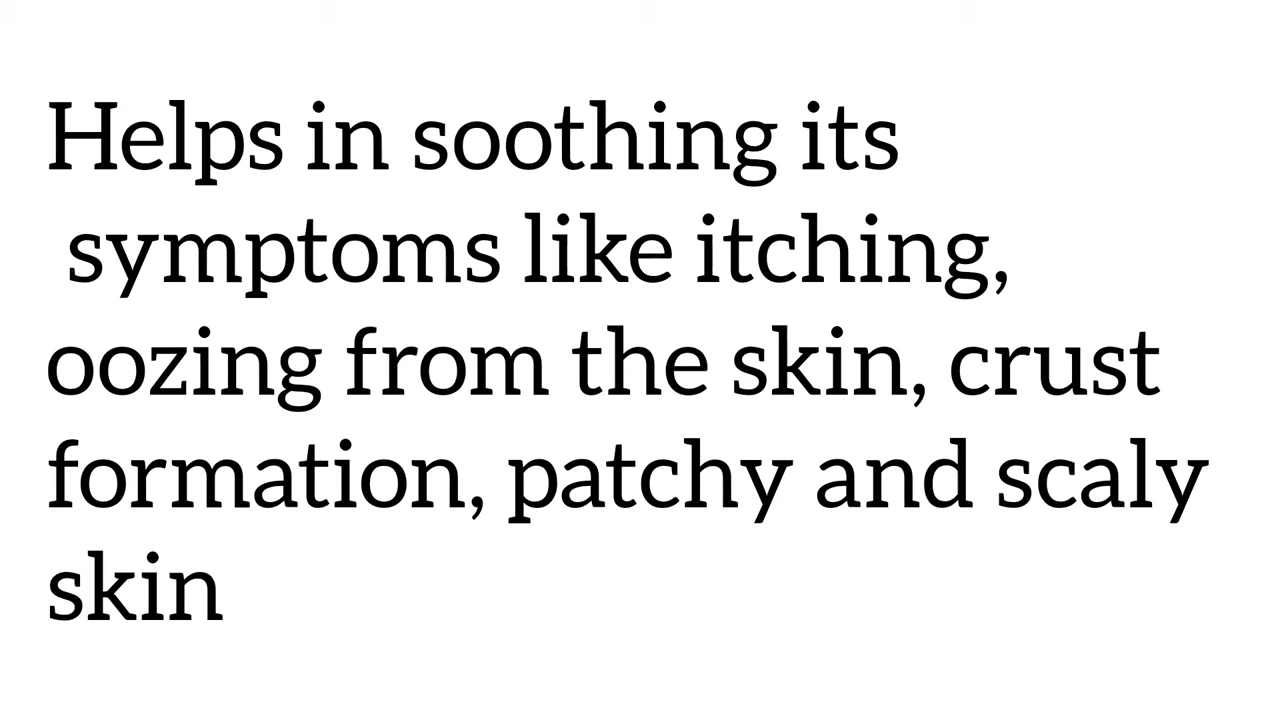 Helps in soothing its
symptoms like itching,
oozing from the skin, crust
formation, patchy and scaly
skin